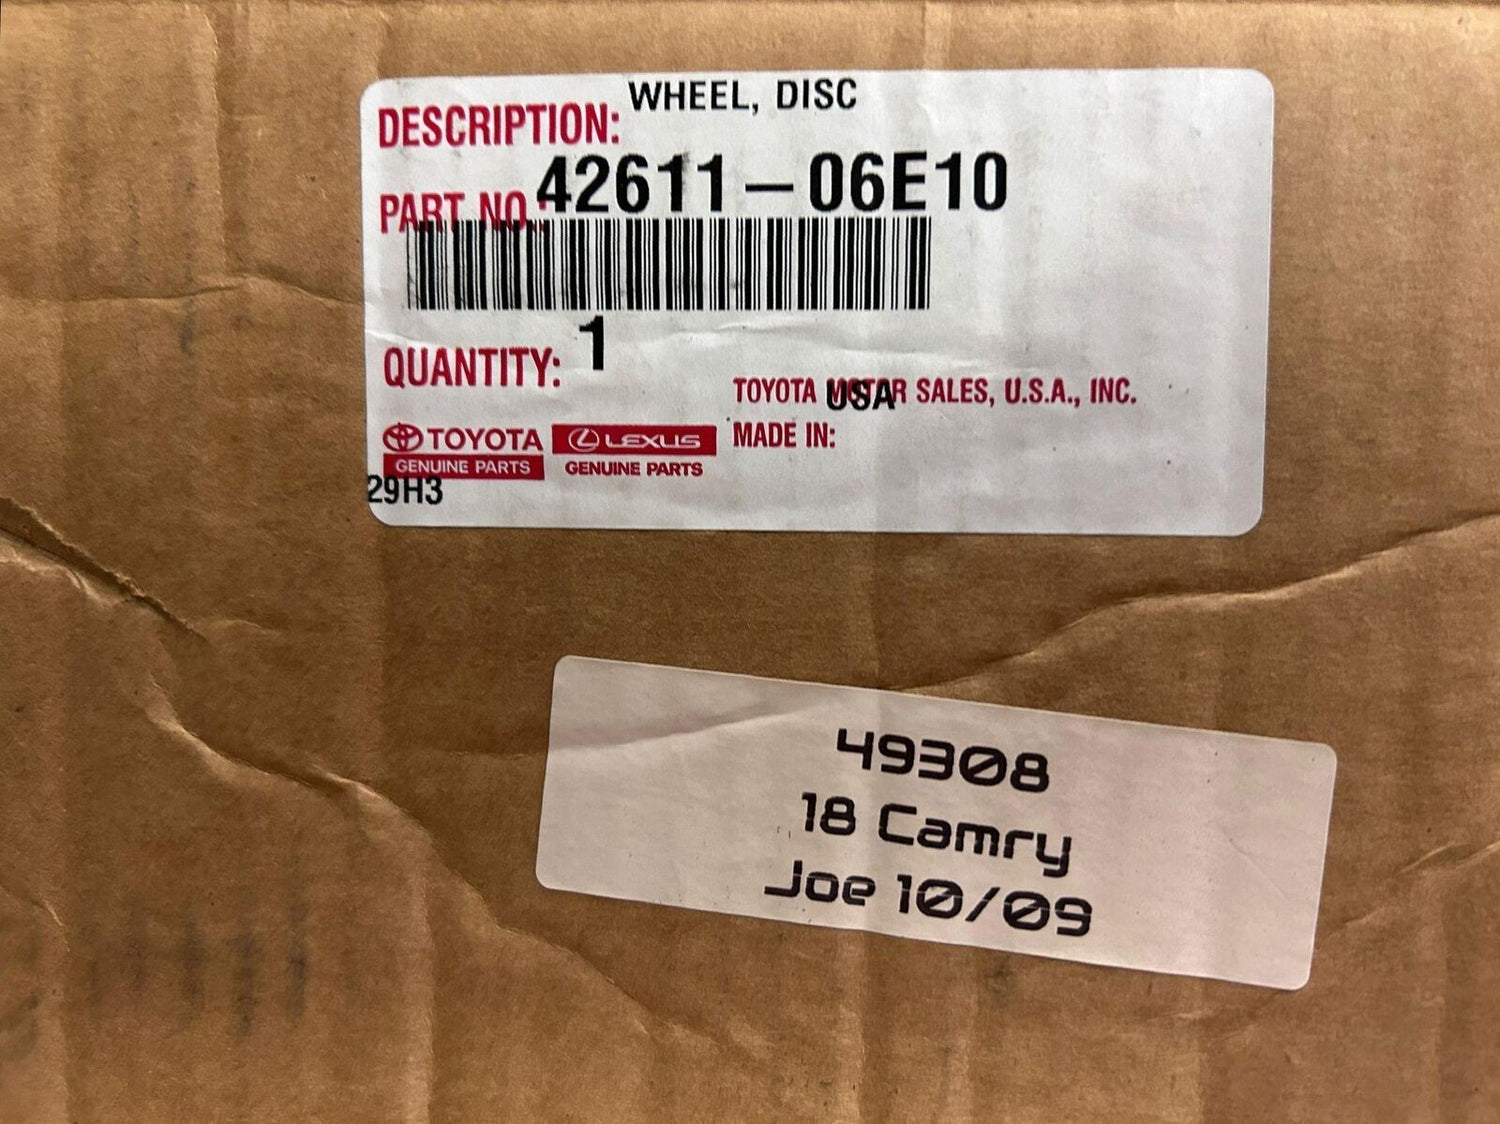 DESCRIPTION: WHEEL, DISC
PART NO.: 42611-06E10
QUANTITY: 1
TOYOTA MOTOR SALES, U.S.A., INC.
USA
MADE IN:
TOYOTA LEXUS
GENUINE PARTS GENUINE PARTS
29H3
49308
18 Camry
Joe 10/09